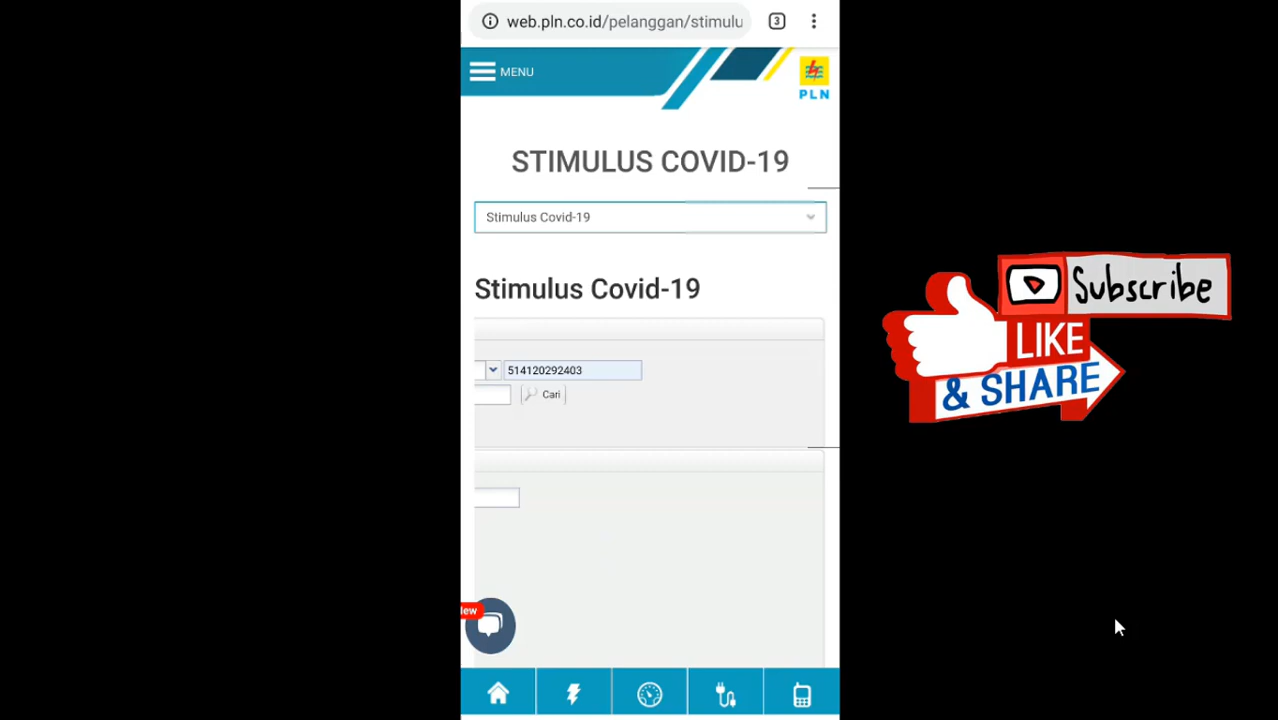 web.pln.co.id/pelanggan/stimulu
3
MENU
PLN
STIMULUS COVID-19
Stimulus Covid-19
Stimulus Covid-19
514120292403
Cari
Subscribe
LIKE
& SHARE